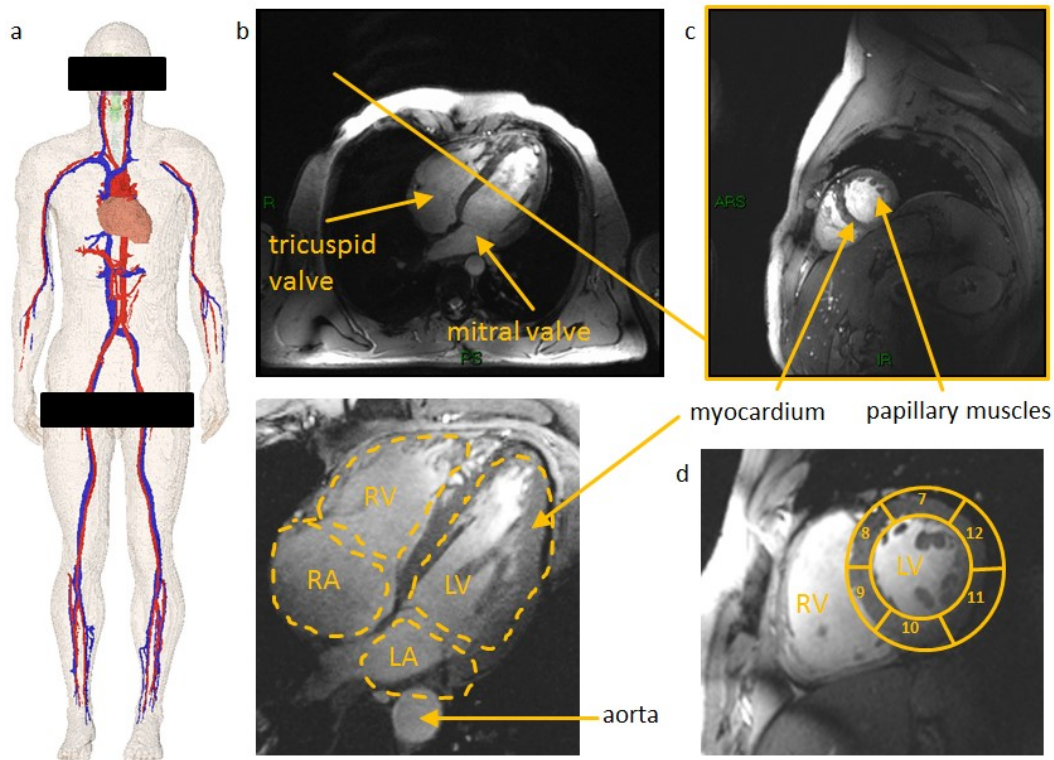 a
b
c
R
tricuspid
valve
mitral valve
PS
ARS
IR
myocardium
papillary muscles
RV
RA
LV
LA
aorta
d
7
8
12
LV
9
11
RV
10